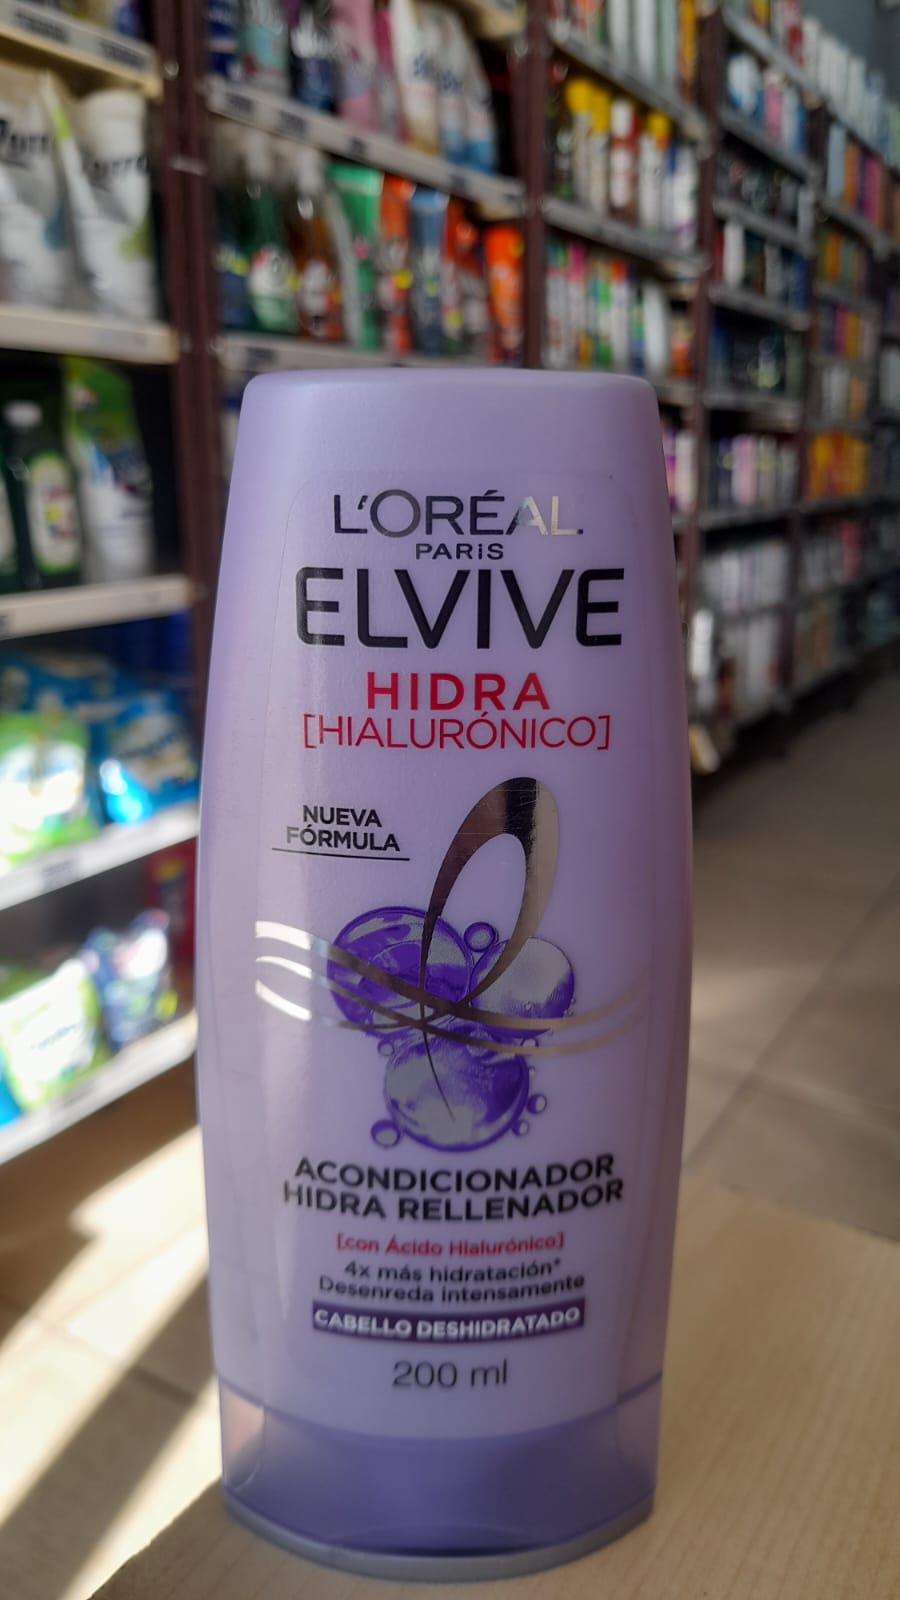 L'ORÉAL
PARIS
ELVIVE
HIDRA
[HIALURÓNICO]
NUEVA
FÓRMULA
ACONDICIONADOR
HIDRA RELLENADOR
[con Ácido Hialurónico]
4x más hidratación*
Desenreda intensamente
CABELLO DESHIDRATADO
200 ml